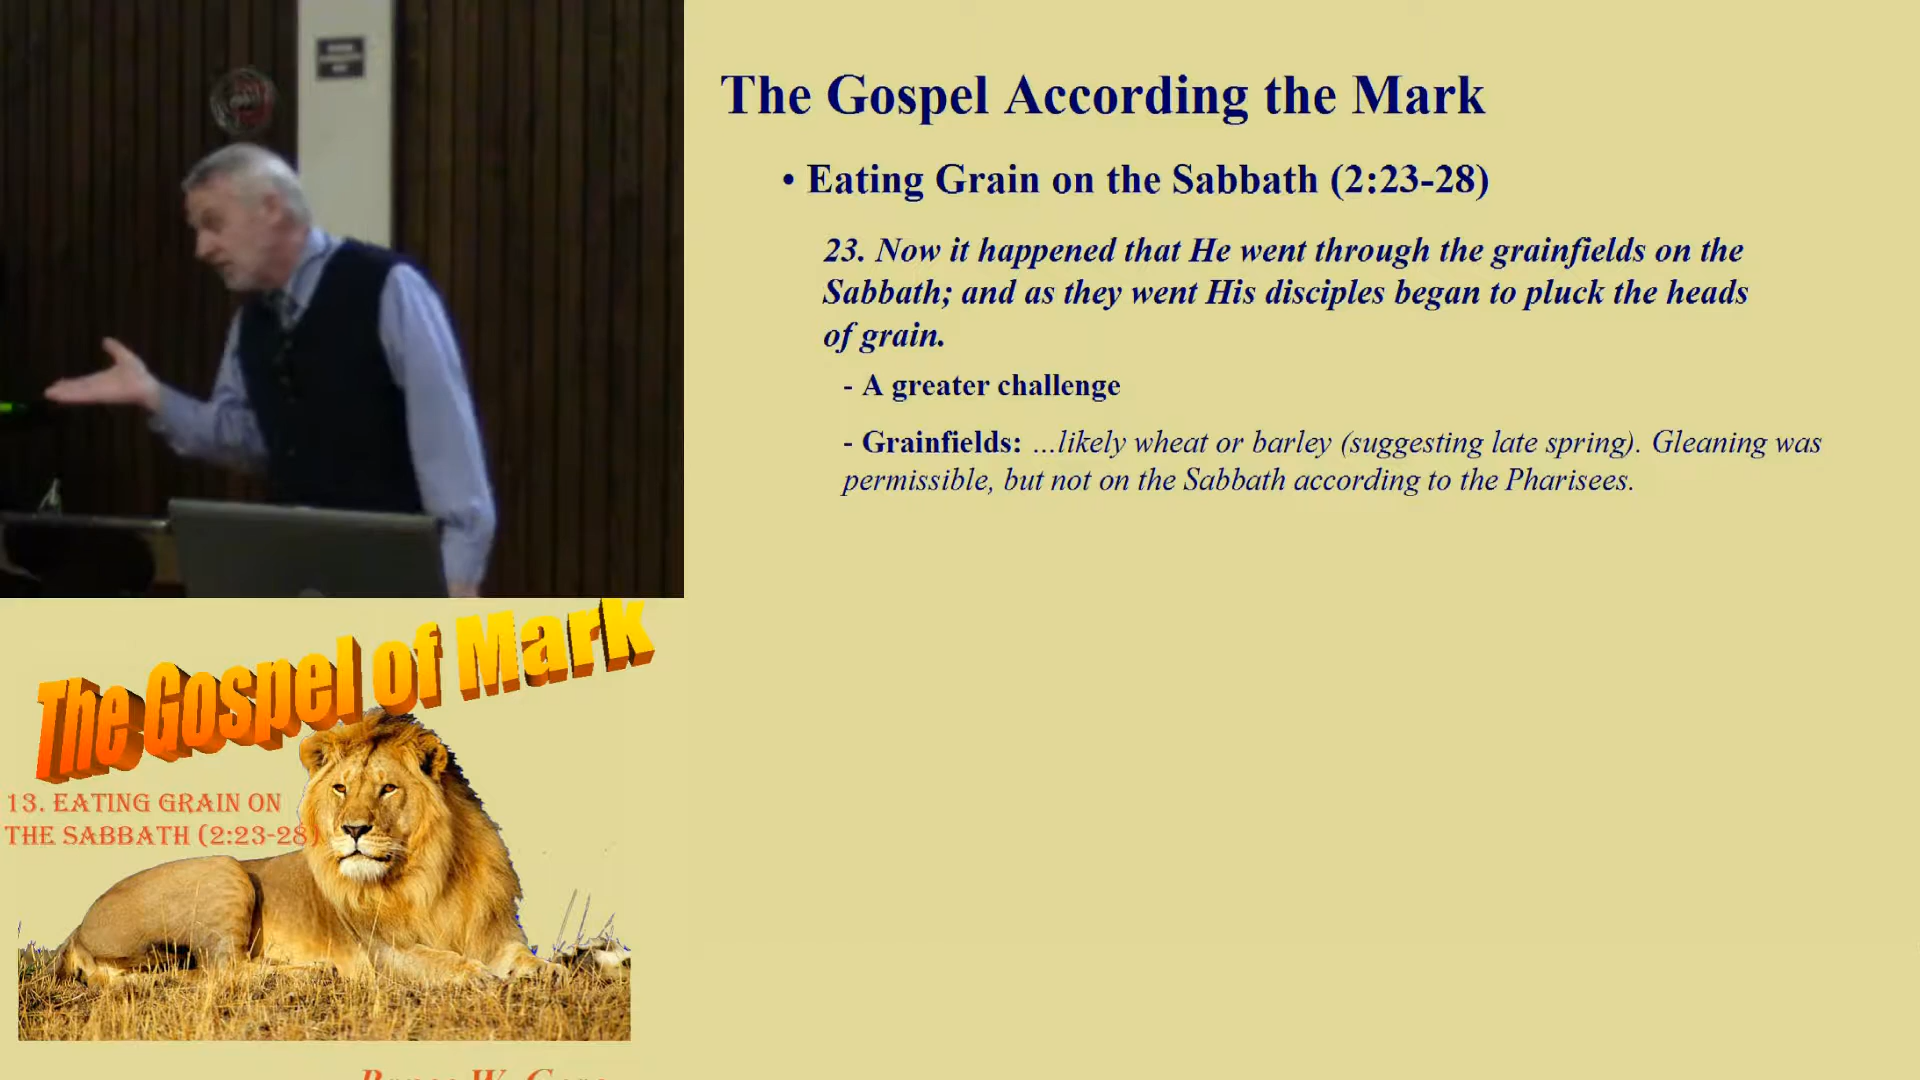 The Gospel According the Mark
• Eating Grain on the Sabbath (2:23-28)
23. Now it happened that He went through the grainfields on the
Sabbath; and as they went His disciples began to pluck the heads
of grain.
- A greater challenge
- Grainfields: ...likely wheat or barley (suggesting late spring). Gleaning was
permissible, but not on the Sabbath according to the Pharisees.
The Gospel of Mark
13. EATING GRAIN ON
THE SABBATH (2:23-28)